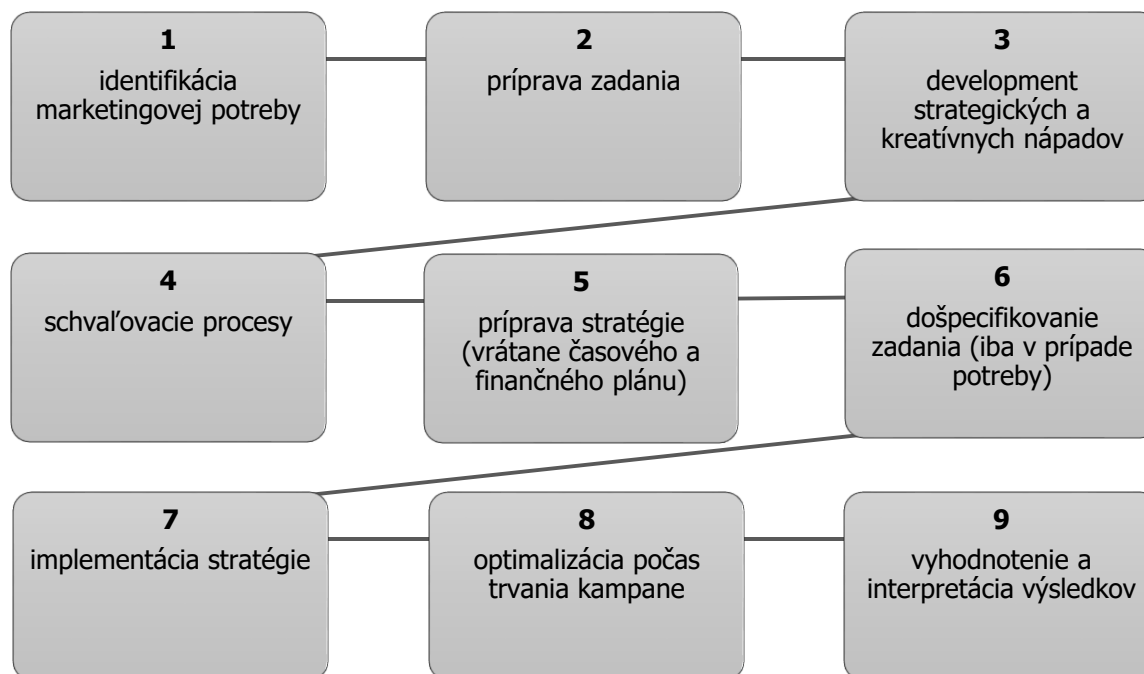 1
identifikácia
marketingovej potreby
2
príprava zadania
3
development
strategických a
kreatívnych nápadov
4
schvaľovacie procesy
5
príprava stratégie
(vrátane časového a
finančného plánu)
6
došpecifikovanie
zadania (iba v prípade
potreby)
7
implementácia stratégie
8
optimalizácia počas
trvania kampane
9
vyhodnotenie a
interpretácia výsledkov